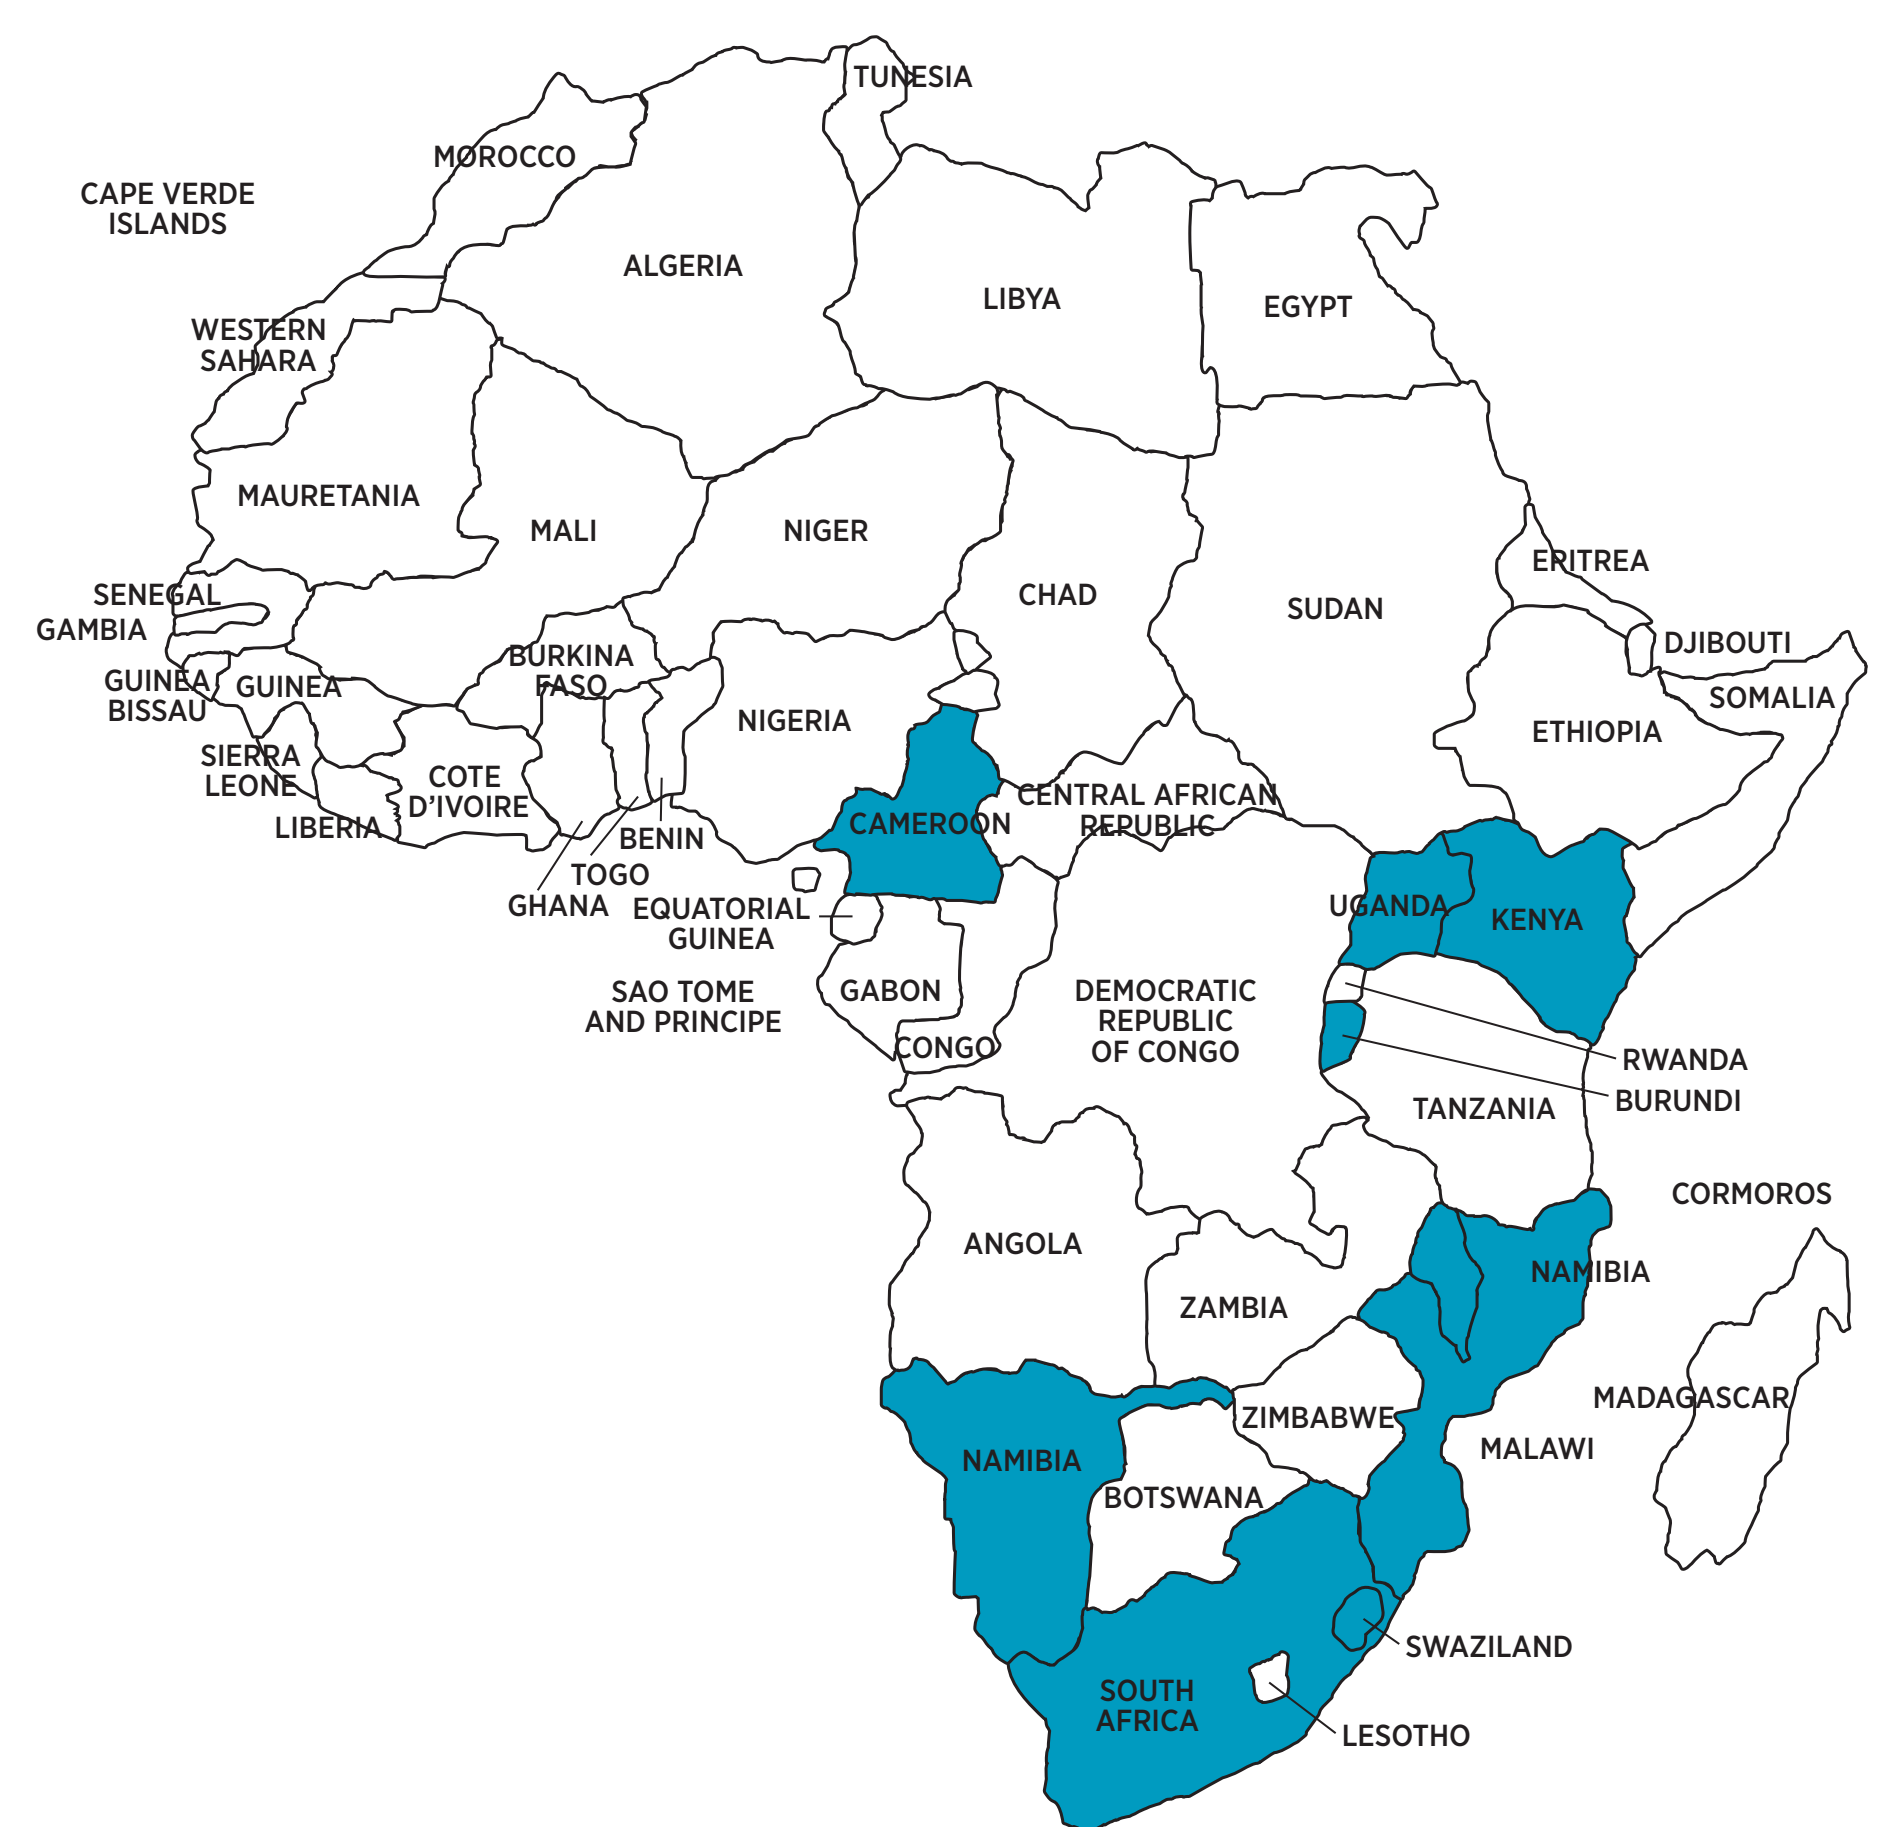 TUNESIA
MOROCCO
CAPE VERDE
ISLANDS
ALGERIA
LIBYA
EGYPT
WESTERN
SAHARA
MAURETANIA
MALI
NIGER
CHAD
SUDAN
ERITREA
SENEGAL
GAMBIA
DJIBOUTI
BURKINA
FASO
GUINEA
BISSAU
GUINEA
SOMALIA
NIGERIA
ETHIOPIA
SIERRA
LEONE
COTE
D'IVOIRE
CENTRAL AFRICAN
REPUBLIC
LIBERIA
CAMEROON
BENIN
TOGO
GHANA
EQUATORIAL
GUINEA
UGANDA
KENYA
SAO TOME
AND PRINCIPE
GABON
DEMOCRATIC
REPUBLIC
OF CONGO
CONGO
RWANDA
BURUNDI
TANZANIA
CORMOROS
ANGOLA
NAMIBIA
ZAMBIA
MADAGASCAR
ZIMBABWE
MALAWI
NAMIBIA
BOTSWANA
SWAZILAND
SOUTH
AFRICA
LESOTHO